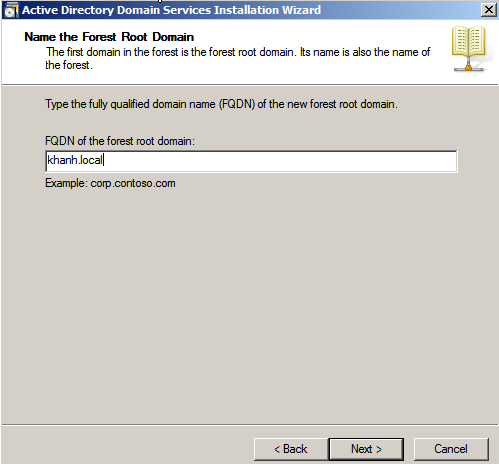 Active Directory Domain Services Installation Wizard
Name the Forest Root Domain
The first domain in the forest is the forest root domain. Its name is also the name of
the forest.
Type the fully qualified domain name (FQDN) of the new forest root domain.
FQDN of the forest root domain:
khanh.local
Example: corp.contoso.com
< Back
Next >
Cancel